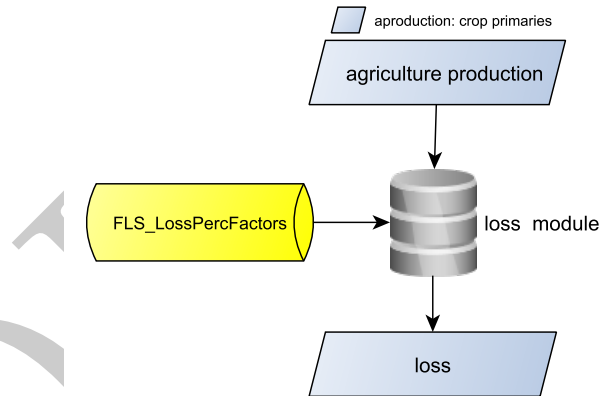 aproduction: crop primaries
agriculture production
FLS_LossPercFactors
loss module
loss